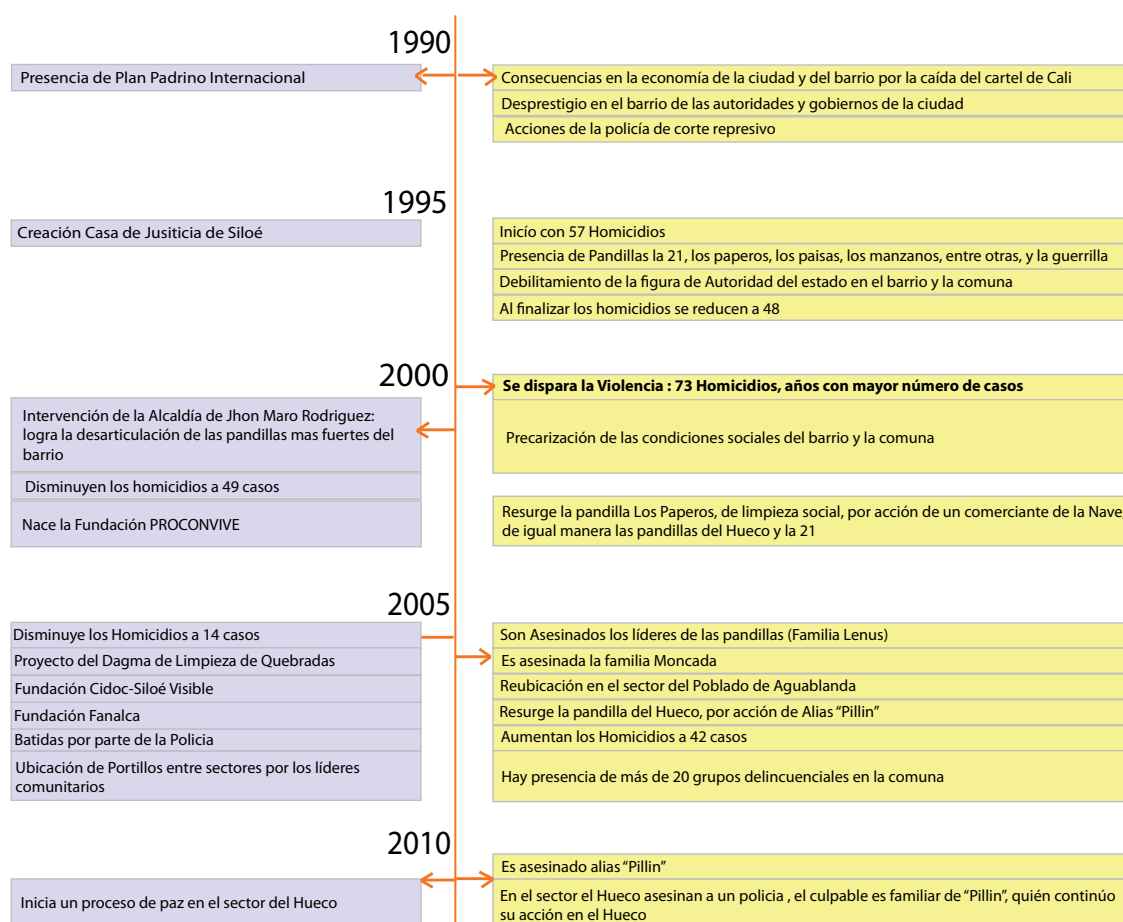 1990
Presencia de Plan Padrino Internacional
Consecuencias en la economía de la ciudad y del barrio por la caída del cartel de Cali
Desprestigio en el barrio de las autoridades y gobiernos de la ciudad
Acciones de la policía de corte represivo
1995
Creación Casa de Jusiticia de Siloé
Inicío con 57 Homicidios
Presencia de Pandillas la 21, los paperos, los paisas, los manzanos, entre otras, y la guerrilla
Debilitamiento de la figura de Autoridad del estado en el barrio y la comuna
Al finalizar los homicidios se reducen a 48
2000
Intervención de la Alcaldía de Jhon Maro Rodriguez:
logra la desarticulación de las pandillas mas fuertes del
barrio
Disminuyen los homicidios a 49 casos
Nace la Fundación PROCONVIVE
Se dispara la Violencia : 73 Homicidios, años con mayor número de casos
Precarización de las condiciones sociales del barrio y la comuna
Resurge la pandilla Los Paperos, de limpieza social, por acción de un comerciante de la Nave,
de igual manera las pandillas del Hueco y la 21
2005
Disminuye los Homicidios a 14 casos
Proyecto del Dagma de Limpieza de Quebradas
Fundación Cidoc-Siloé Visible
Fundación Fanalca
Batidas por parte de la Policia
Ubicación de Portillos entre sectores por los líderes
comunitarios
Son Asesinados los líderes de las pandillas (Familia Lenus)
Es asesinada la familia Moncada
Reubicación en el sector del Poblado de Aguablanda
Resurge la pandilla del Hueco, por acción de Alias “Pillin”
Aumentan los Homicidios a 42 casos
Hay presencia de más de 20 grupos delincuenciales en la comuna
2010
Inicia un proceso de paz en el sector del Hueco
Es asesinado alias “Pillin”
En el sector el Hueco asesinan a un policia , el culpable es familiar de “Pillin”, quién continúo
su acción en el Hueco